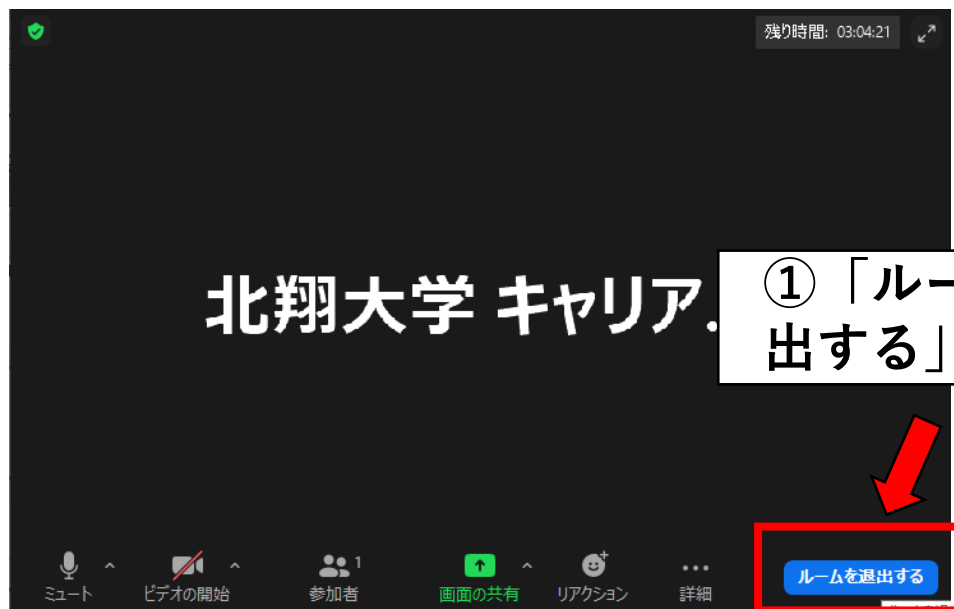 残り時間: 03:04:21
北翔大学 キャリア...
①「ルー
出する」
1
ミュート
ビデオの開始
参加者
画面の共有
リアクション
詳細
ルームを退出する